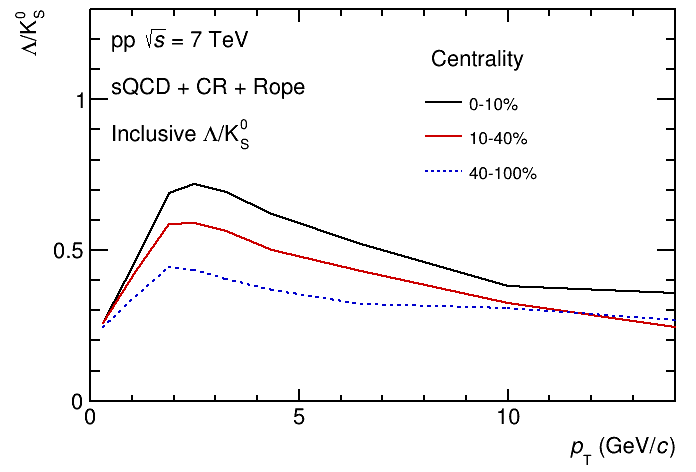 Λ/K⁰_S
pp √s = 7 TeV
sQCD + CR + Rope
Inclusive Λ/K⁰_S
Centrality
0-10%
10-40%
40-100%
1
0.5
0
0 5 10
p_T (GeV/c)